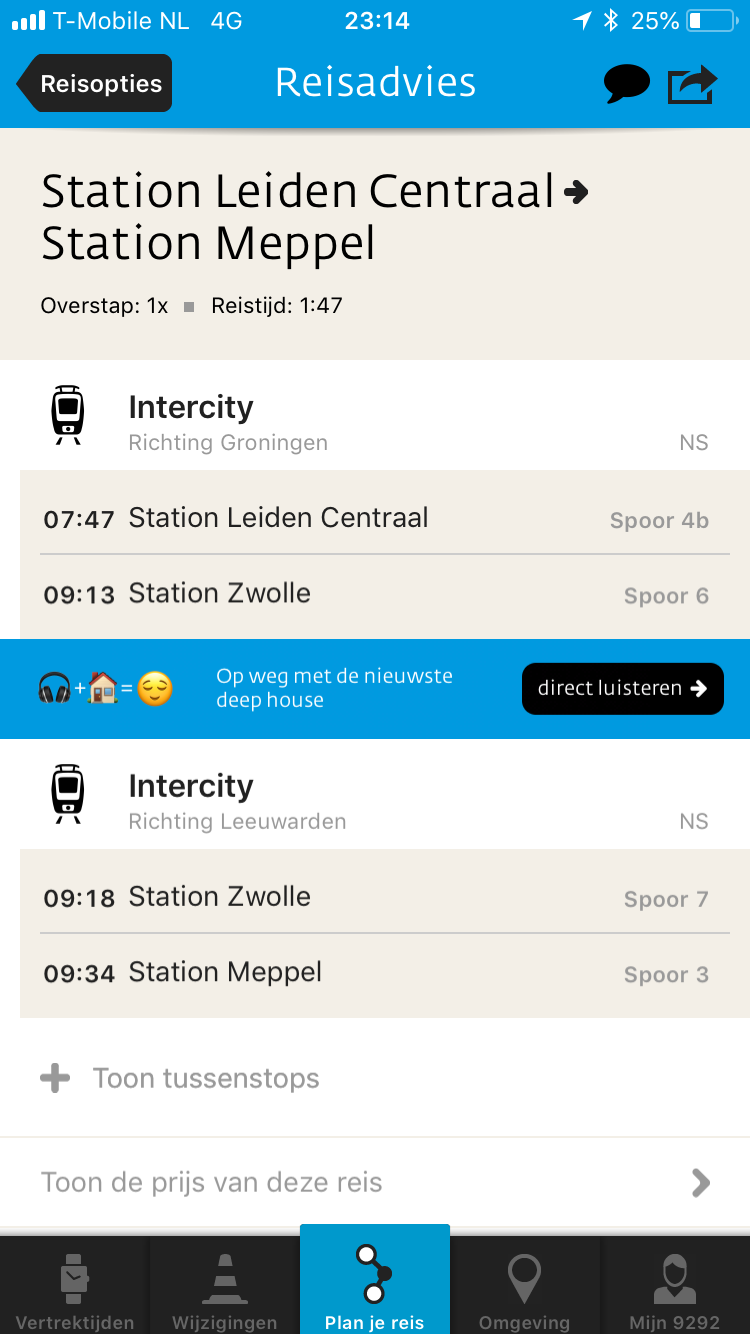 T-Mobile NL 4G 23:14 25%
Reisopties Reisadvies
Station Leiden Centraal
Station Meppel
Overstap: 1x Reistijd: 1:47
Intercity
Richting Groningen NS
07:47 Station Leiden Centraal Spoor 4b
09:13 Station Zwolle Spoor 6
Op weg met de nieuwste
deep house
direct luisteren
Intercity
Richting Leeuwarden NS
09:18 Station Zwolle Spoor 7
09:34 Station Meppel Spoor 3
Toon tussenstops
Toon de prijs van deze reis
Vertrektijden Wijzigingen Plan je reis Omgeving Mijn 9292